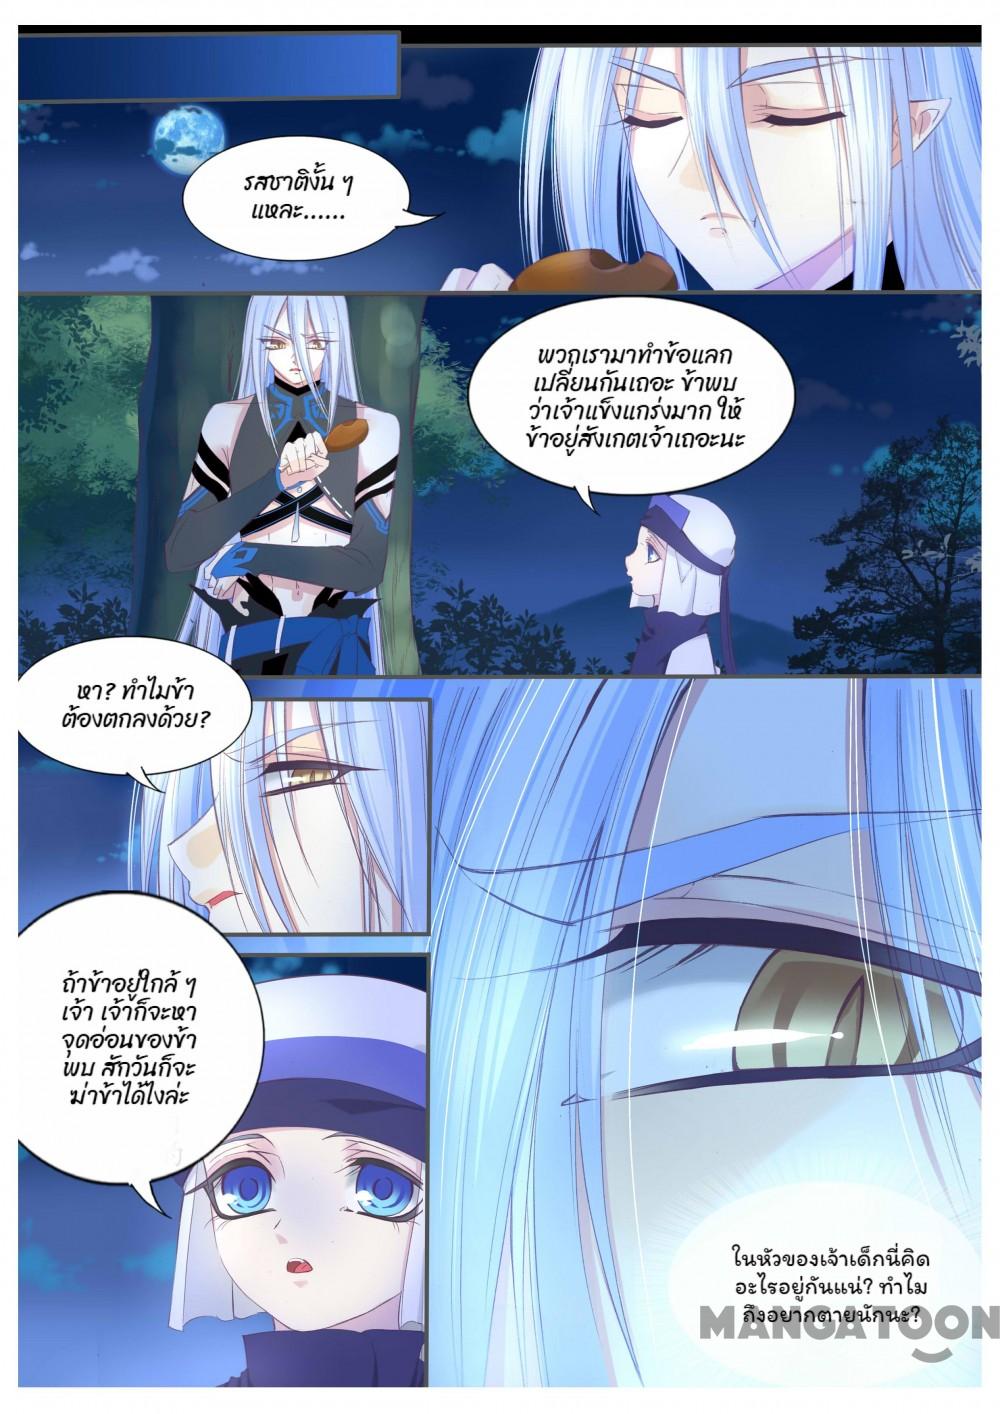 รสชาติงั้น ๆ
แหละ......
พวกเรามาทำข้อแลก
เปลี่ยนกันเถอะ ข้าพบ
ว่าเจ้าแข็งแกร่งมาก ให้
ข้าอยู่สังเกตเจ้าเถอะนะ
หา? ทำไมข้า
ต้องตกลงด้วย?
ถ้าข้าอยู่ใกล้ ๆ
เจ้า เจ้าก็จะหา
จุดอ่อนของข้า
พบ สักวันก็จะ
ฆ่าข้าได้ไงล่ะ
ในหัวของเจ้าเด็กนี่คิด
อะไรอยู่กันแน่? ทำไม
ถึงอยากตายนักนะ?
MANGATOON